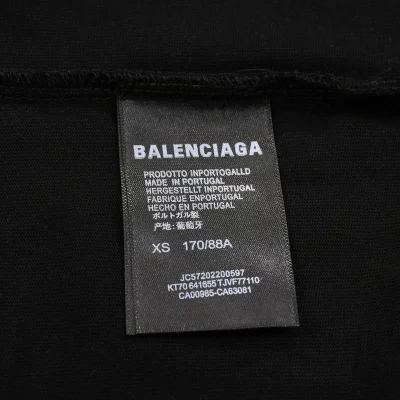 BALENCIAGA
PRODOTTO INPORTOGALLD
MADE IN PORTUGAL
HERGESTELLT INPORTUGAL
FABRIQUE ENPORTUGAL
HECHO EN PORTUGAL
ポルトガル製
产地:葡萄牙
XS 170/88A
JC57202200597
KT70 641655 TJVF77110
CA00985-CA63081